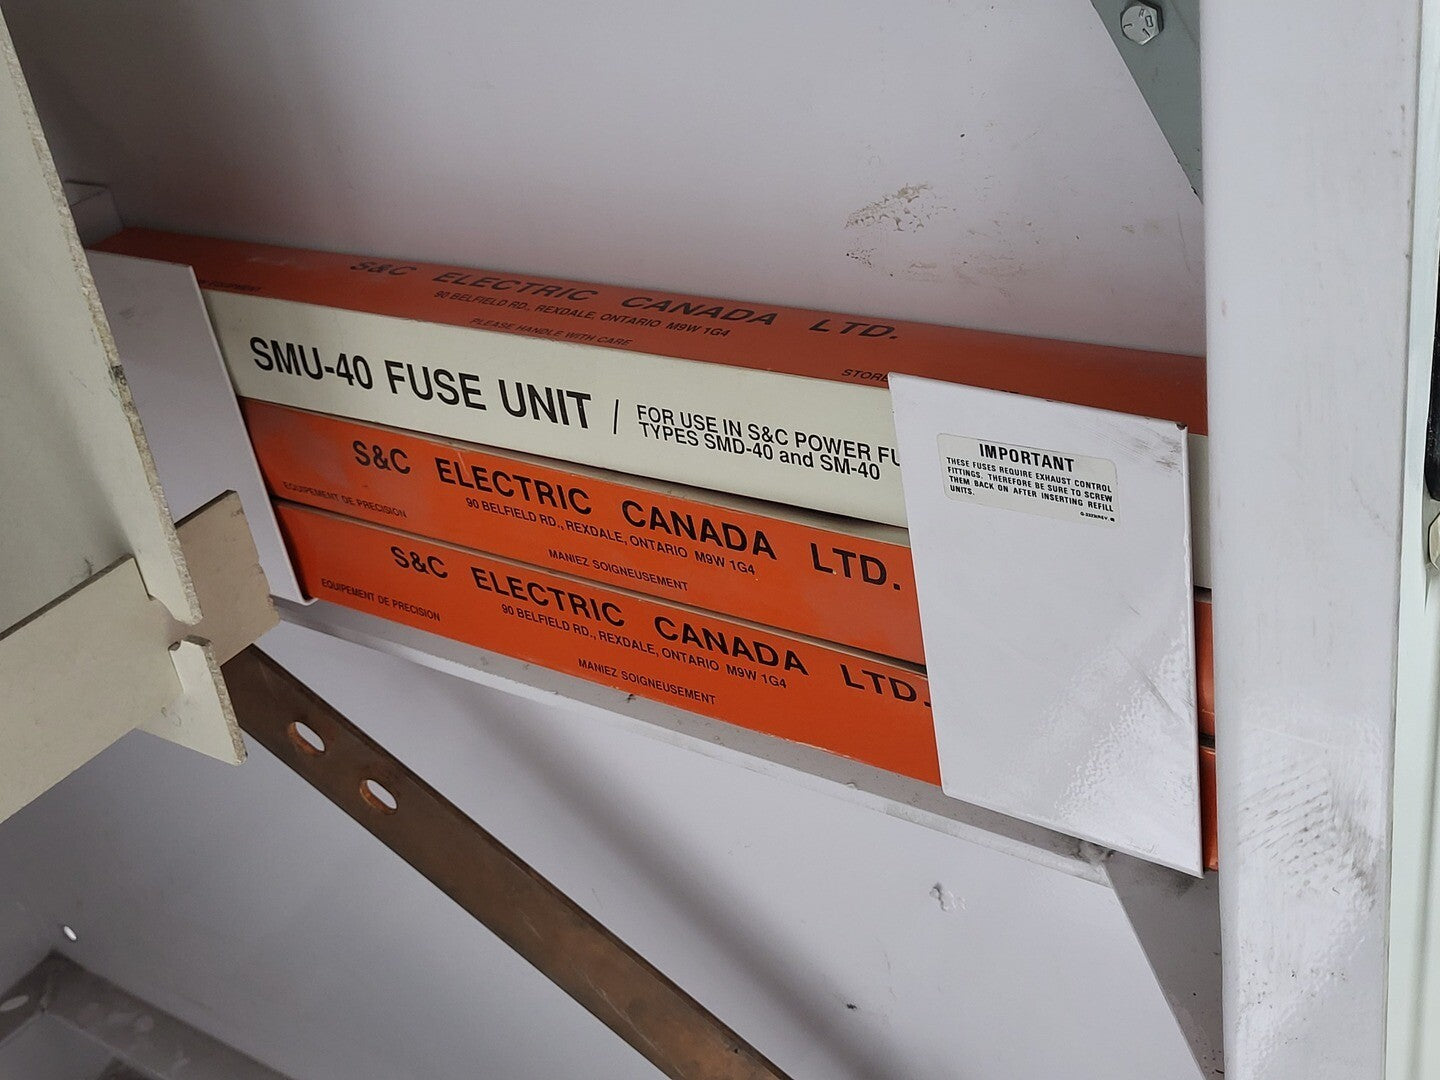 S&C ELECTRIC CANADA LTD.
90 BELFIELD RD., REXDALE, ONTARIO M9W 1G4
EQUIPMENT
PLEASE HANDLE WITH CARE
STORE
SMU-40 FUSE UNIT / FOR USE IN S&C POWER FU
TYPES SMD-40 and SM-40
S&C ELECTRIC CANADA LTD.
90 BELFIELD RD., REXDALE, ONTARIO M9W 1G4
EQUIPEMENT DE PRECISION
MANIEZ SOIGNEUSEMENT
S&C ELECTRIC CANADA LTD.
90 BELFIELD RD., REXDALE, ONTARIO M9W 1G4
EQUIPEMENT DE PRECISION
MANIEZ SOIGNEUSEMENT
IMPORTANT
THESE FUSES REQUIRE EXHAUST CONTROL
FITTINGS. THEREFORE BE SURE TO SCREW
THEM BACK ON AFTER INSERTING REFILL
UNITS.